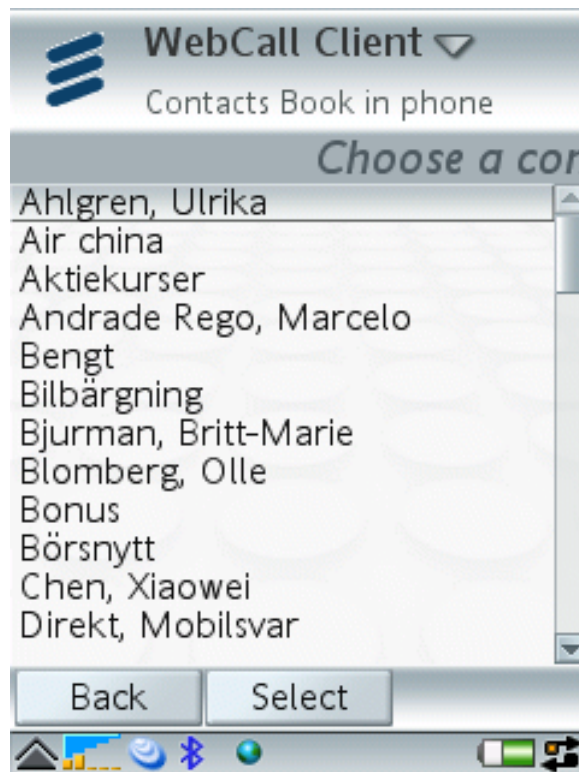 WebCall Client
Contacts Book in phone
Choose a cor
Ahlgren, Ulrika
Air china
Aktiekurser
Andrade Rego, Marcelo
Bengt
Bilbärgning
Bjurman, Britt-Marie
Blomberg, Olle
Bonus
Börsnytt
Chen, Xiaowei
Direkt, Mobilsvar
Back Select